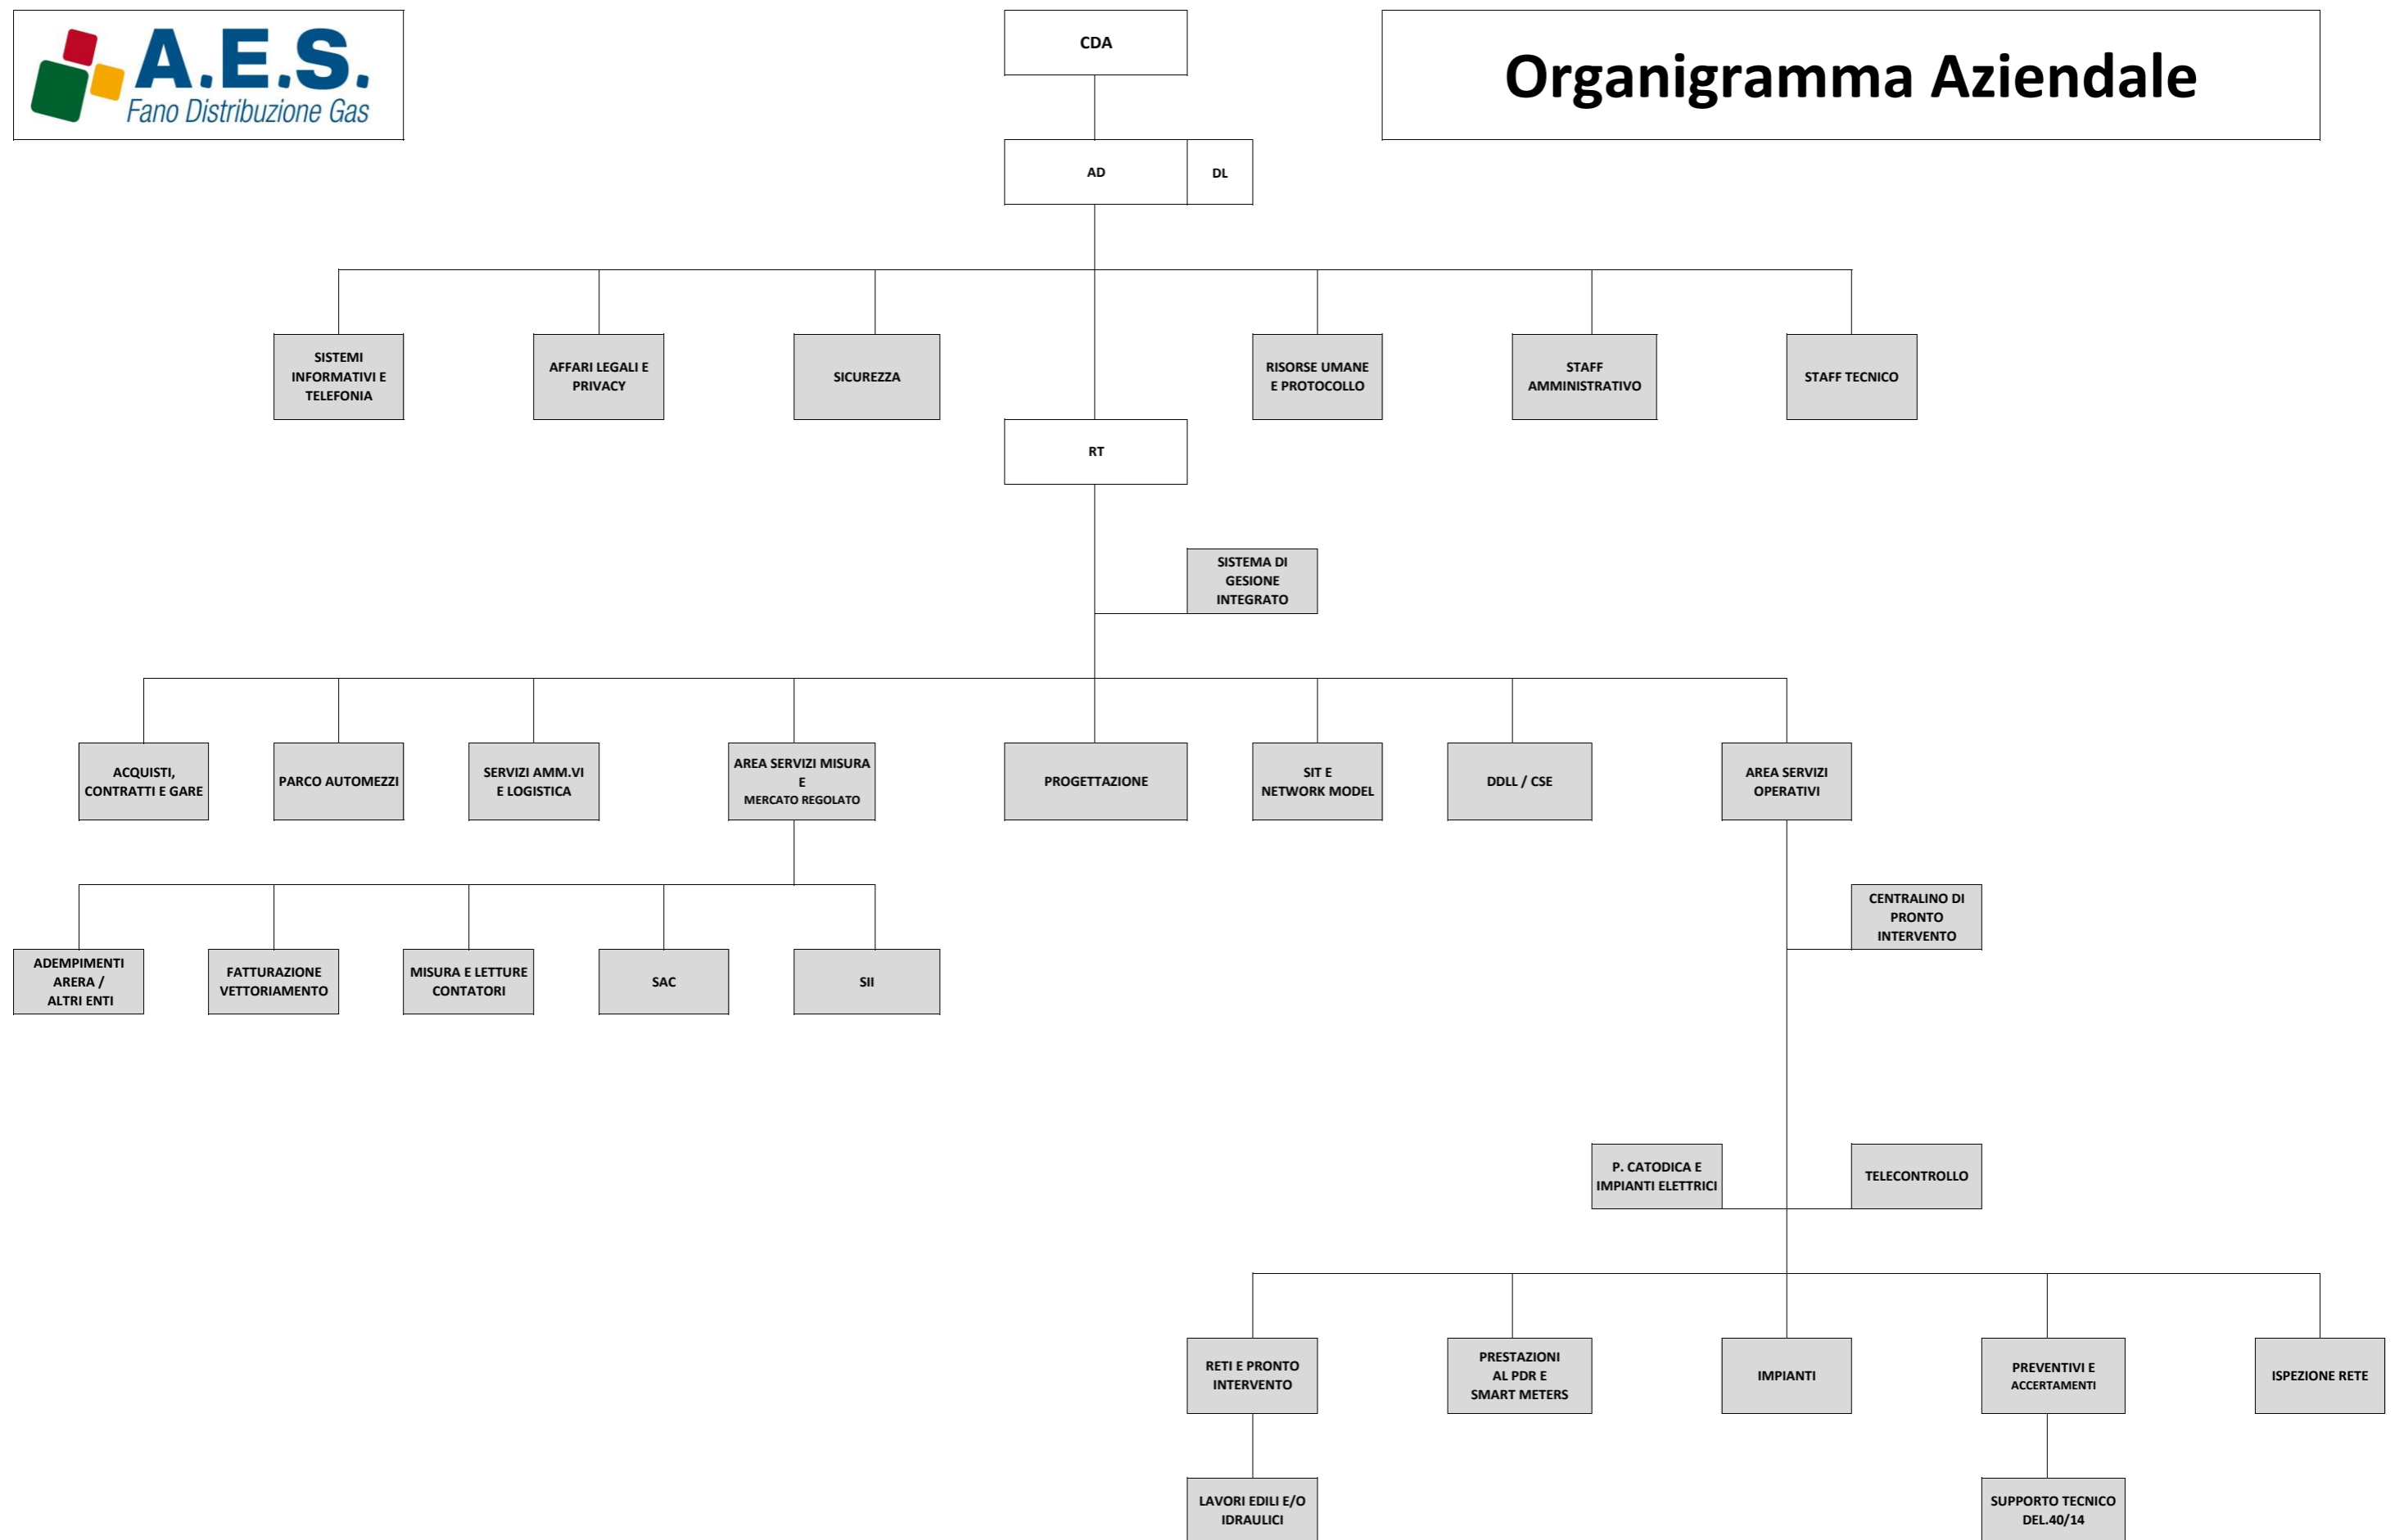 A.E.S.
Fano Distribuzione Gas
CDA
Organigramma Aziendale
AD
DL
SISTEMI
INFORMATIVI E
TELEFONIA
AFFARI LEGALI E
PRIVACY
SICUREZZA
RISORSE UMANE
E PROTOCOLLO
STAFF
AMMINISTRATIVO
STAFF TECNICO
RT
SISTEMA DI
GESIONE
INTEGRATO
ACQUISTI,
CONTRATTI E GARE
PARCO AUTOMEZZI
SERVIZI AMM.VI
E LOGISTICA
AREA SERVIZI MISURA
E
MERCATO REGOLATO
PROGETTAZIONE
SIT E
NETWORK MODEL
DDLL / CSE
AREA SERVIZI
OPERATIVI
CENTRALINO DI
PRONTO
INTERVENTO
ADEMPIMENTI
ARERA /
ALTRI ENTI
FATTURAZIONE
VETTORIAMENTO
MISURA E LETTURE
CONTATORI
SAC
SII
P. CATODICA E
IMPIANTI ELETTRICI
TELECONTROLLO
RETI E PRONTO
INTERVENTO
PRESTAZIONI
AL PDR E
SMART METERS
IMPIANTI
PREVENTIVI E
ACCERTAMENTI
ISPEZIONE RETE
LAVORI EDILI E/O
IDRAULICI
SUPPORTO TECNICO
DEL.40/14